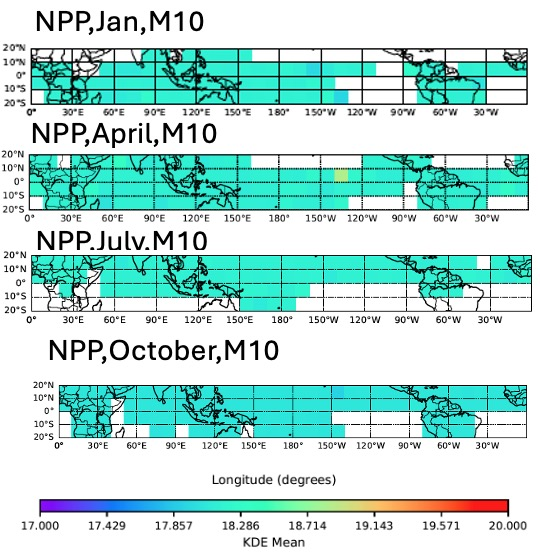 NPP,Jan,M10
20°N
10°N
0°
10°S
20°S
0° 30°E 60°E 90°E 120°E 150°E 180° 150°W 120°W 90°W 60°W 30°W
NPP,April,M10
20°N
10°N
0°
10°S
20°S
0° 30°E 60°E 90°E 120°E 150°E 180° 150°W 120°W 90°W 60°W 30°W
NPP,July,M10
20°N
10°N
0°
10°S
20°S
0° 30°E 60°E 90°E 120°E 150°E 180° 150°W 120°W 90°W 60°W 30°W
NPP,October,M10
20°N
10°N
0°
10°S
20°S
0° 30°E 60°E 90°E 120°E 150°E 180° 150°W 120°W 90°W 60°W 30°W
Longitude (degrees)
17.000 17.429 17.857 18.286 18.714 19.143 19.571 20.000
KDE Mean